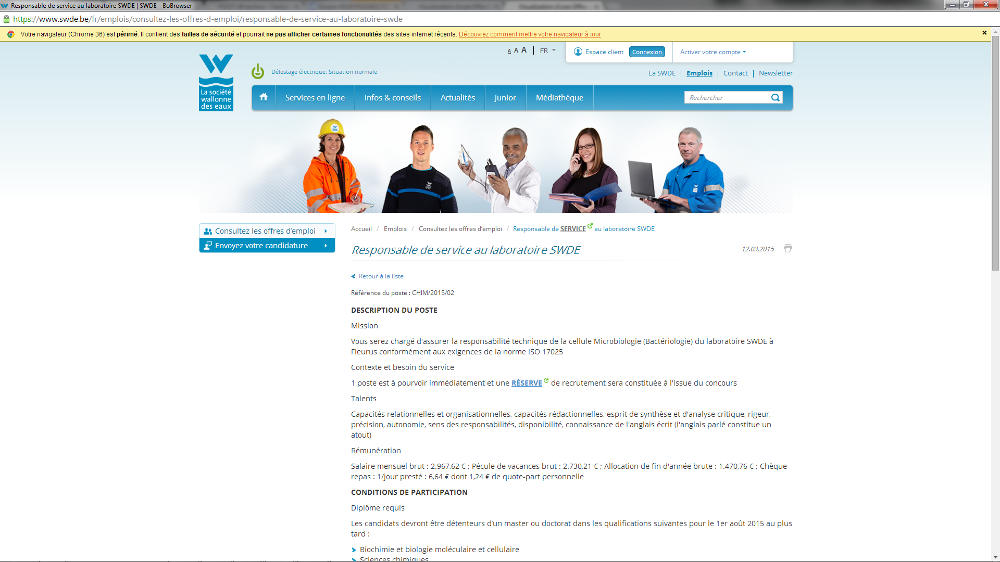 Responsable de service au laboratoire SWDE | SWDE - BoBrowser
https://www.swde.be/fr/emplois/consultez-les-offres-d-emploi/responsable-de-service-au-laboratoire-swde
Votre navigateur (Chrome 36) est périmé. Il contient des failles de sécurité et pourrait ne pas afficher certaines fonctionalités des sites internet récents. Découvrez comment mettre votre navigateur à jour
A A A FR Espace client Connexion Activer votre compte
Délestage électrique: Situation normale
La SWDE Emplois Contact Newsletter
La société
wallonne
des eaux
Services en ligne Infos & conseils Actualités Junior Médiathèque Rechercher
Consultez les offres d'emploi
Envoyez votre candidature
Accueil / Emplois / Consultez les offres d'emploi / Responsable de SERVICE au laboratoire SWDE
Responsable de service au laboratoire SWDE 12.03.2015
Retour à la liste
Référence du poste : CHIM/2015/02
DESCRIPTION DU POSTE
Mission
Vous serez chargé d'assurer la responsabilité technique de la cellule Microbiologie (Bactériologie) du laboratoire SWDE à
Fleurus conformément aux exigences de la norme ISO 17025
Contexte et besoin du service
1 poste est à pourvoir immédiatement et une RÉSERVE de recrutement sera constituée à l'issue du concours
Talents
Capacités relationnelles et organisationnelles, capacités rédactionnelles, esprit de synthèse et d'analyse critique, rigeur,
précision, autonomie, sens des responsabilités, disponibilité, connaissance de l'anglais écrit (l'anglais parlé constitue un
atout)
Rémunération
Salaire mensuel brut : 2.967,62 € ; Pécule de vacances brut : 2.730,21 € ; Allocation de fin d'année brute : 1.470,76 € ; Chèque-
repas : 1/jour presté : 6,64 € dont 1,24 € de quote-part personnelle
CONDITIONS DE PARTICIPATION
Diplôme requis
Les candidats devront être détenteurs d'un master ou doctorat dans les qualifications suivantes pour le 1er août 2015 au plus
tard :
Biochimie et biologie moléculaire et cellulaire
Sciences chimiques